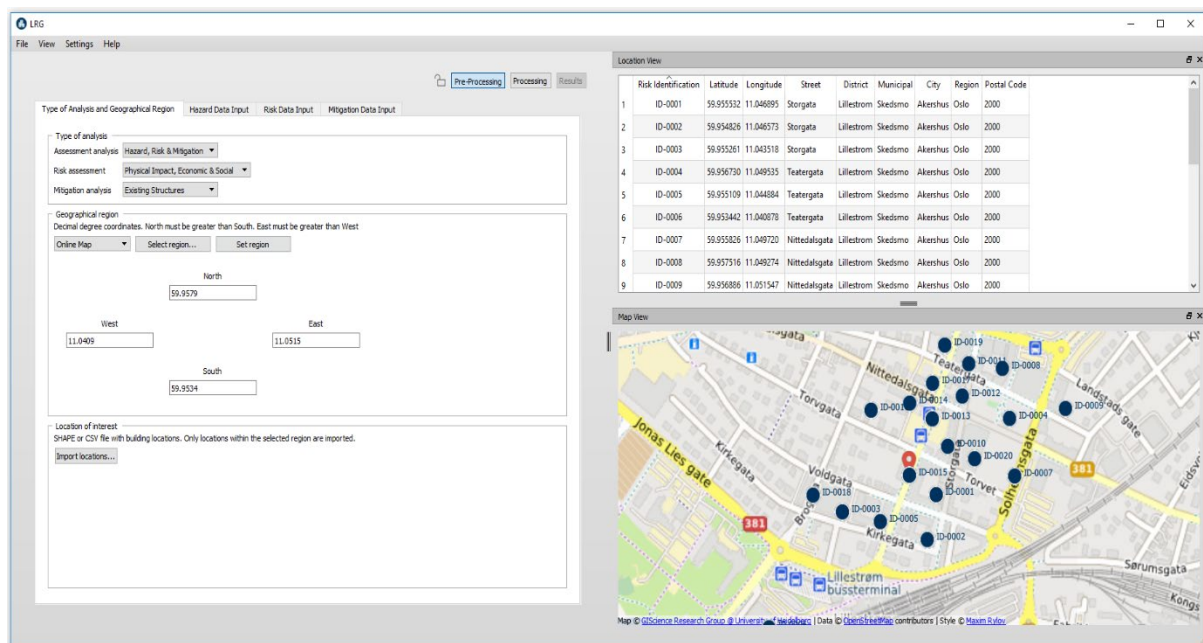 LRG
File View Settings Help
Pre-Processing Processing Results
Type of Analysis and Geographical Region Hazard Data Input Risk Data Input Mitigation Data Input
Type of analysis
Assessment analysis Hazard, Risk & Mitigation
Risk assessment Physical Impact, Economic & Social
Mitigation analysis Existing Structures
Geographical region
Decimal degree coordinates. North must be greater than South. East must be greater than West
Online Map Select region... Set region
North
59.9579
West East
11.0409 11.0515
South
59.9534
Location of interest
SHAPE or CSV file with building locations. Only locations within the selected region are imported.
Import locations...
Location View
Risk Identification Latitude Longitude Street District Municipal City Region Postal Code
1 ID-0001 59.955532 11.046895 Storgata Lillestrom Skedsmo Akershus Oslo 2000
2 ID-0002 59.954826 11.046573 Storgata Lillestrom Skedsmo Akershus Oslo 2000
3 ID-0003 59.955261 11.043518 Storgata Lillestrom Skedsmo Akershus Oslo 2000
4 ID-0004 59.956730 11.049535 Teatergata Lillestrom Skedsmo Akershus Oslo 2000
5 ID-0005 59.955109 11.044884 Teatergata Lillestrom Skedsmo Akershus Oslo 2000
6 ID-0006 59.953442 11.040878 Teatergata Lillestrom Skedsmo Akershus Oslo 2000
7 ID-0007 59.955826 11.049720 Nittedalsgata Lillestrom Skedsmo Akershus Oslo 2000
8 ID-0008 59.957516 11.049274 Nittedalsgata Lillestrom Skedsmo Akershus Oslo 2000
9 ID-0009 59.956886 11.051547 Nittedalsgata Lillestrom Skedsmo Akershus Oslo 2000
Map View
ID-0019
Teatergata
ID-0011
ID-0008
Nittedalsgata
ID-0017
ID-0012
Landstads gate
Torvgata
ID-0014
ID-0009
ID-0013
ID-0004
Jonas Lies gate
Kirkegata
ID-0010
Storgata
ID-0020
381
Voldgata
ID-0015
Torvet
ID-0007
Solheimsgata
ID-0018
ID-0001
ID-0003
ID-0005
381
Kirkegata
ID-0002
Sørumsgata
Lillestrøm
bussterminal
Map © GIScience Research Group @ University of Heidelberg | Data © OpenStreetMap contributors | Style © Maxim Rylov